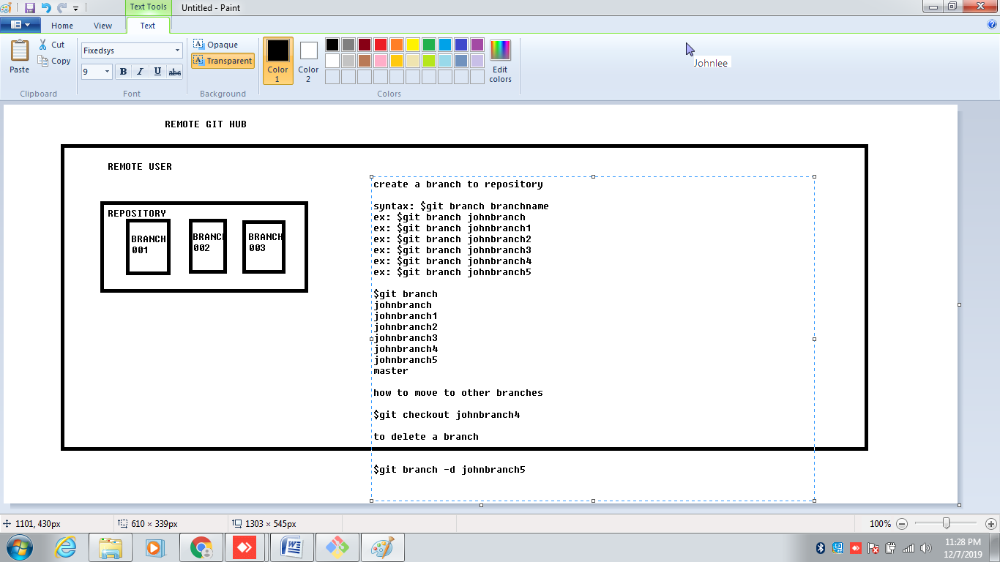 Text Tools
Untitled - Paint
Home
View
Text
Paste
Cut
Copy
Clipboard
Fixedsys
9
B I U abc
Font
Opaque
Transparent
Background
Color 1
Color 2
Edit colors
Colors
Johnlee
REMOTE GIT HUB
REMOTE USER
REPOSITORY
BRANCH
001
BRANCH
002
BRANCH
003
create a branch to repository
syntax: $git branch branchname
ex: $git branch johnbranch
ex: $git branch johnbranch1
ex: $git branch johnbranch2
ex: $git branch johnbranch3
ex: $git branch johnbranch4
ex: $git branch johnbranch5
$git branch
johnbranch
johnbranch1
johnbranch2
johnbranch3
johnbranch4
johnbranch5
master
how to move to other branches
$git checkout johnbranch4
to delete a branch
$git branch -d johnbranch5
1101, 430px
610 × 339px
1303 × 545px
100%
11:28 PM
12/7/2019